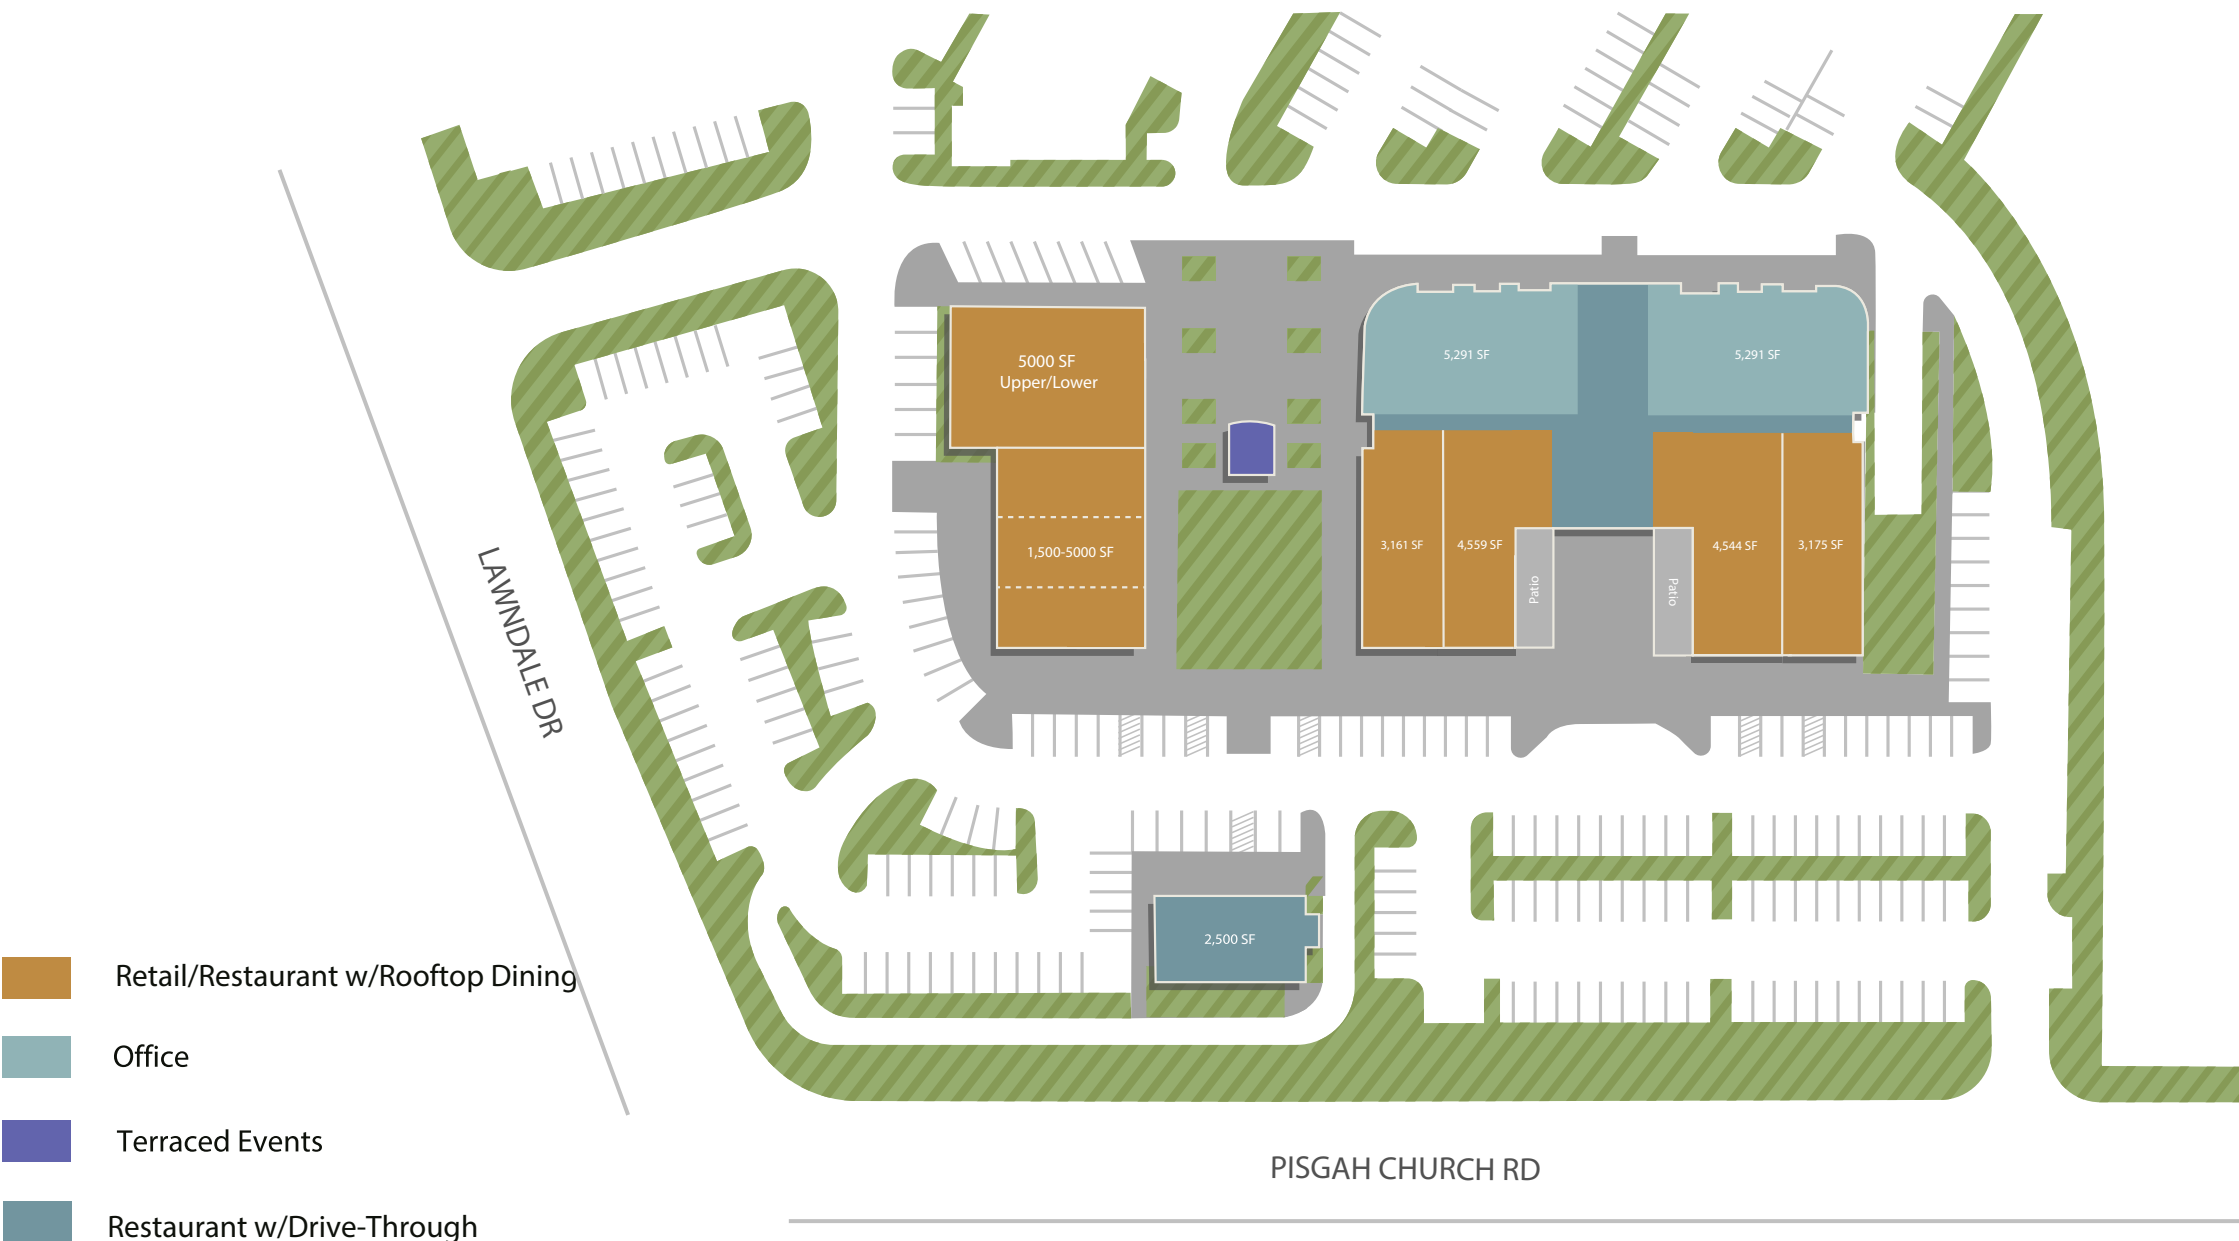 5000 SF
Upper/Lower
5,291 SF
5,291 SF
1,500-5000 SF
3,161 SF
4,559 SF
Patio
Patio
4,544 SF
3,175 SF
LAWNDALE DR
2,500 SF
Retail/Restaurant w/Rooftop Dining
Office
Terraced Events
Restaurant w/Drive-Through
PISGAH CHURCH RD